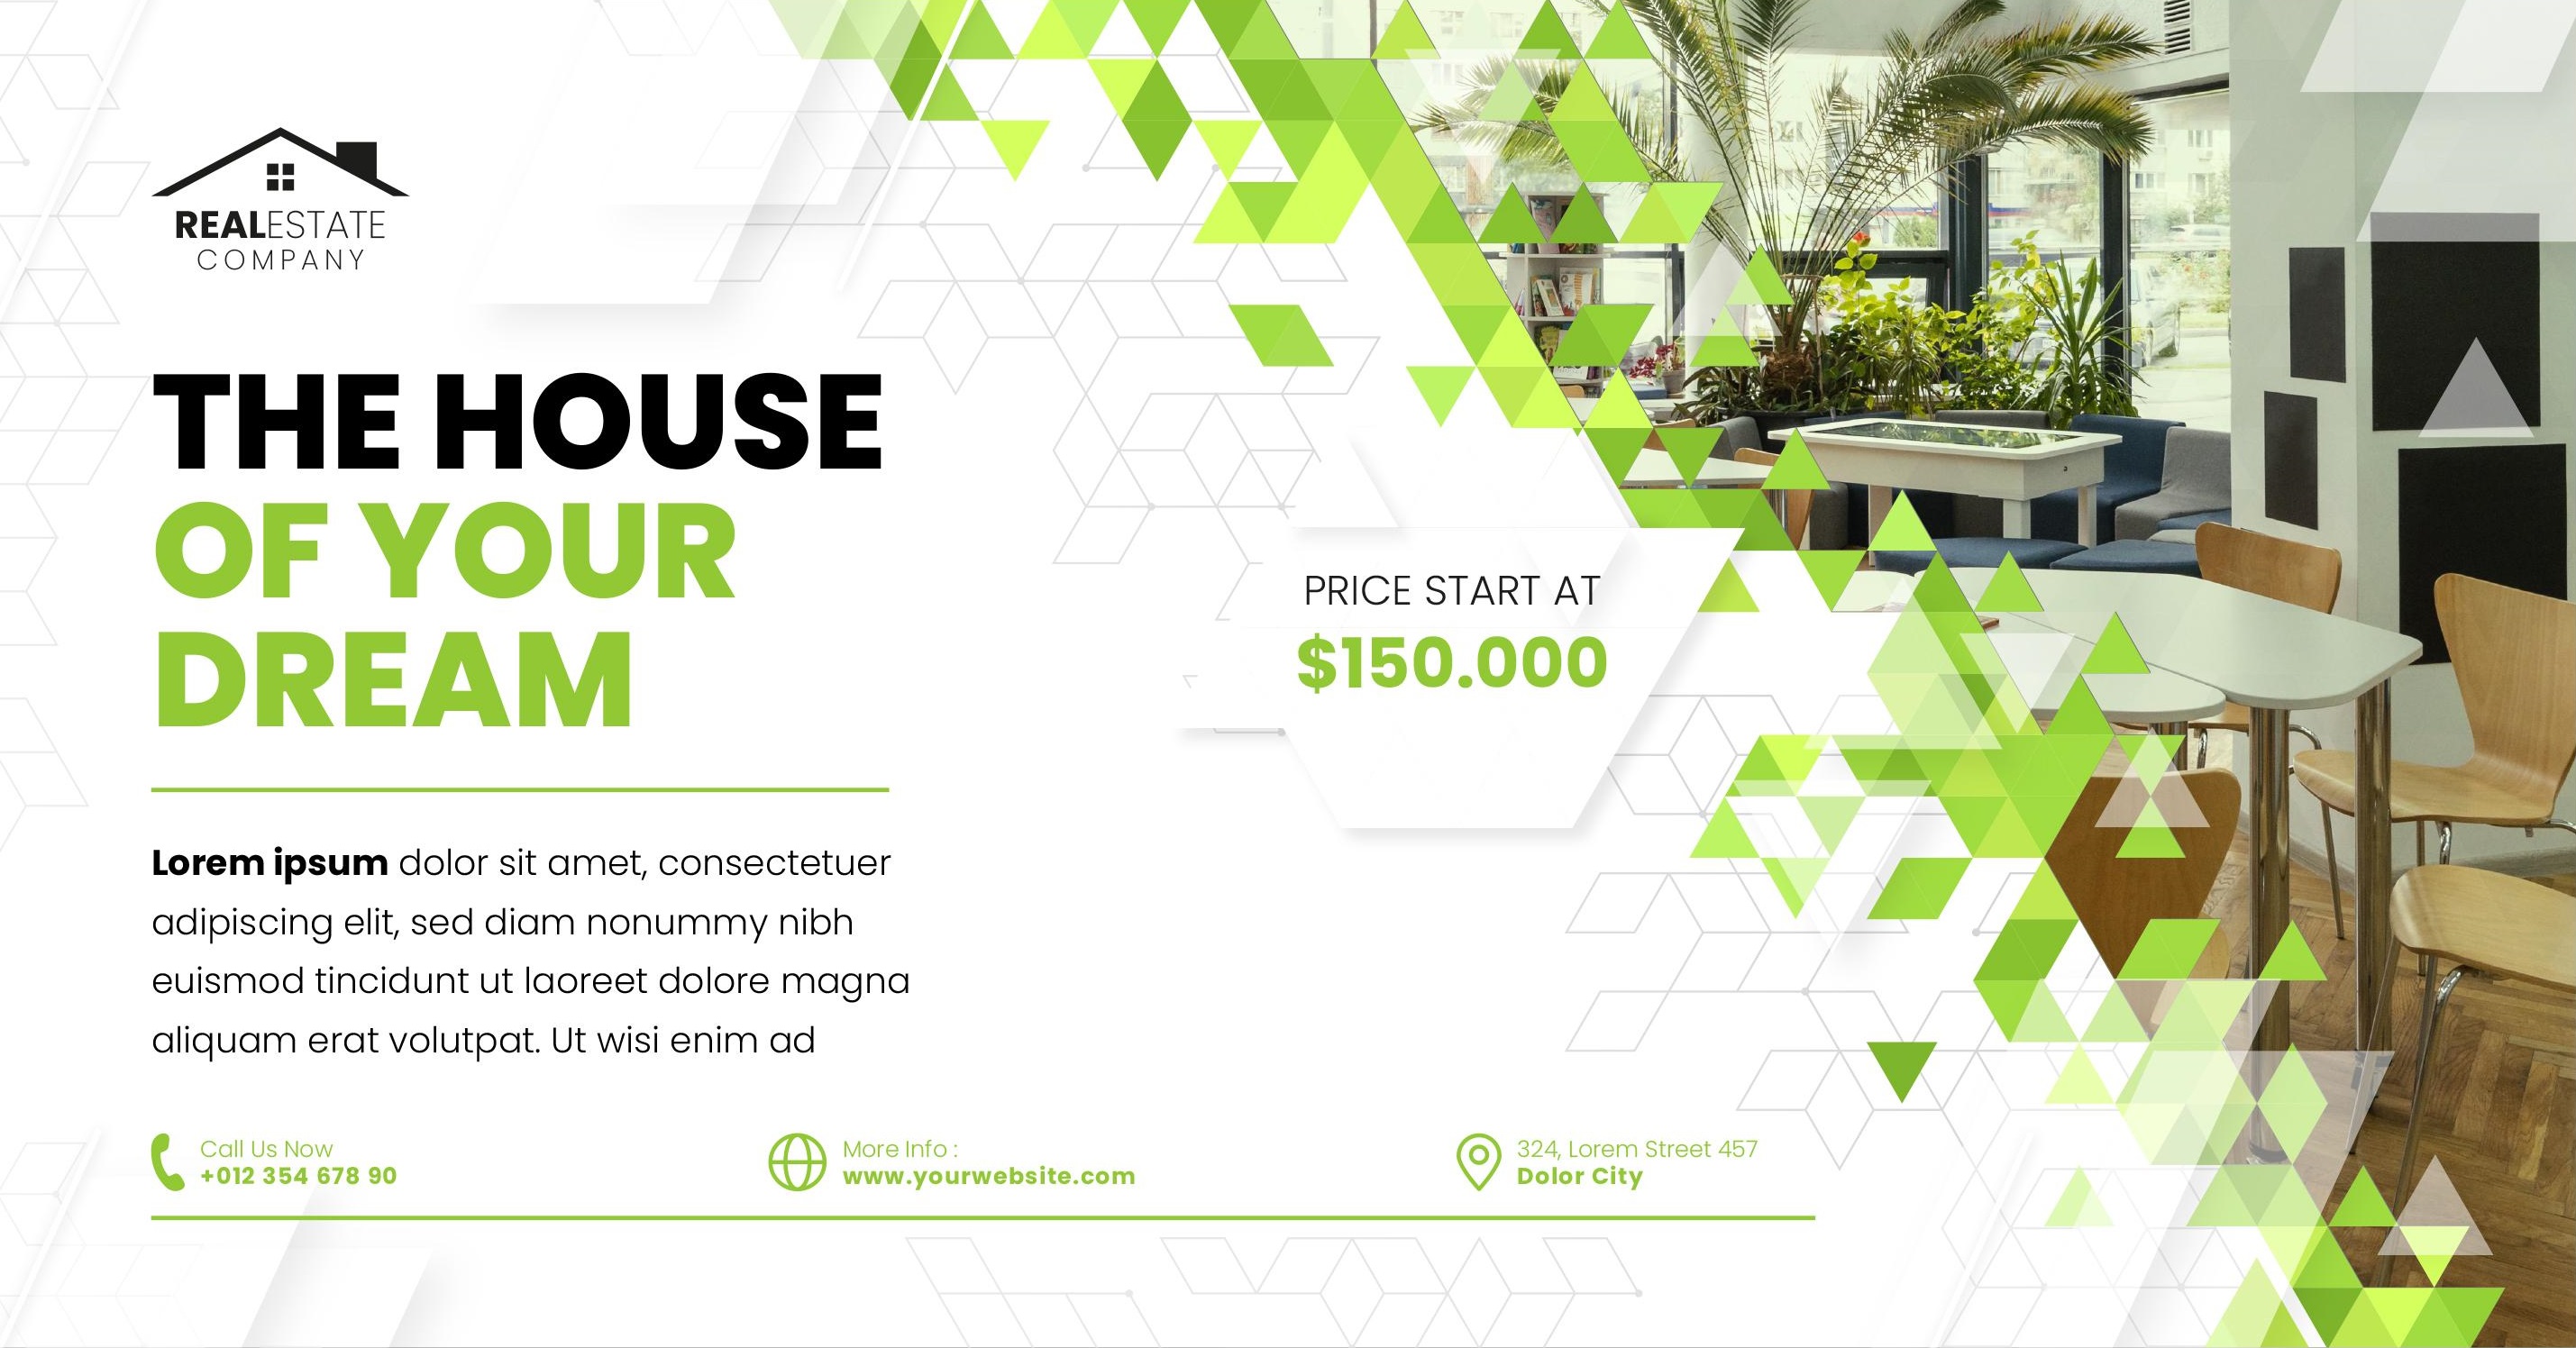 REALESTATE
COMPANY
THE HOUSE
OF YOUR
DREAM
PRICE START AT
$150.000
Lorem ipsum dolor sit amet, consectetuer
adipiscing elit, sed diam nonummy nibh
euismod tincidunt ut laoreet dolore magna
aliquam erat volutpat. Ut wisi enim ad
Call Us Now
+012 354 678 90
More Info :
www.yourwebsite.com
324, Lorem Street 457
Dolor City